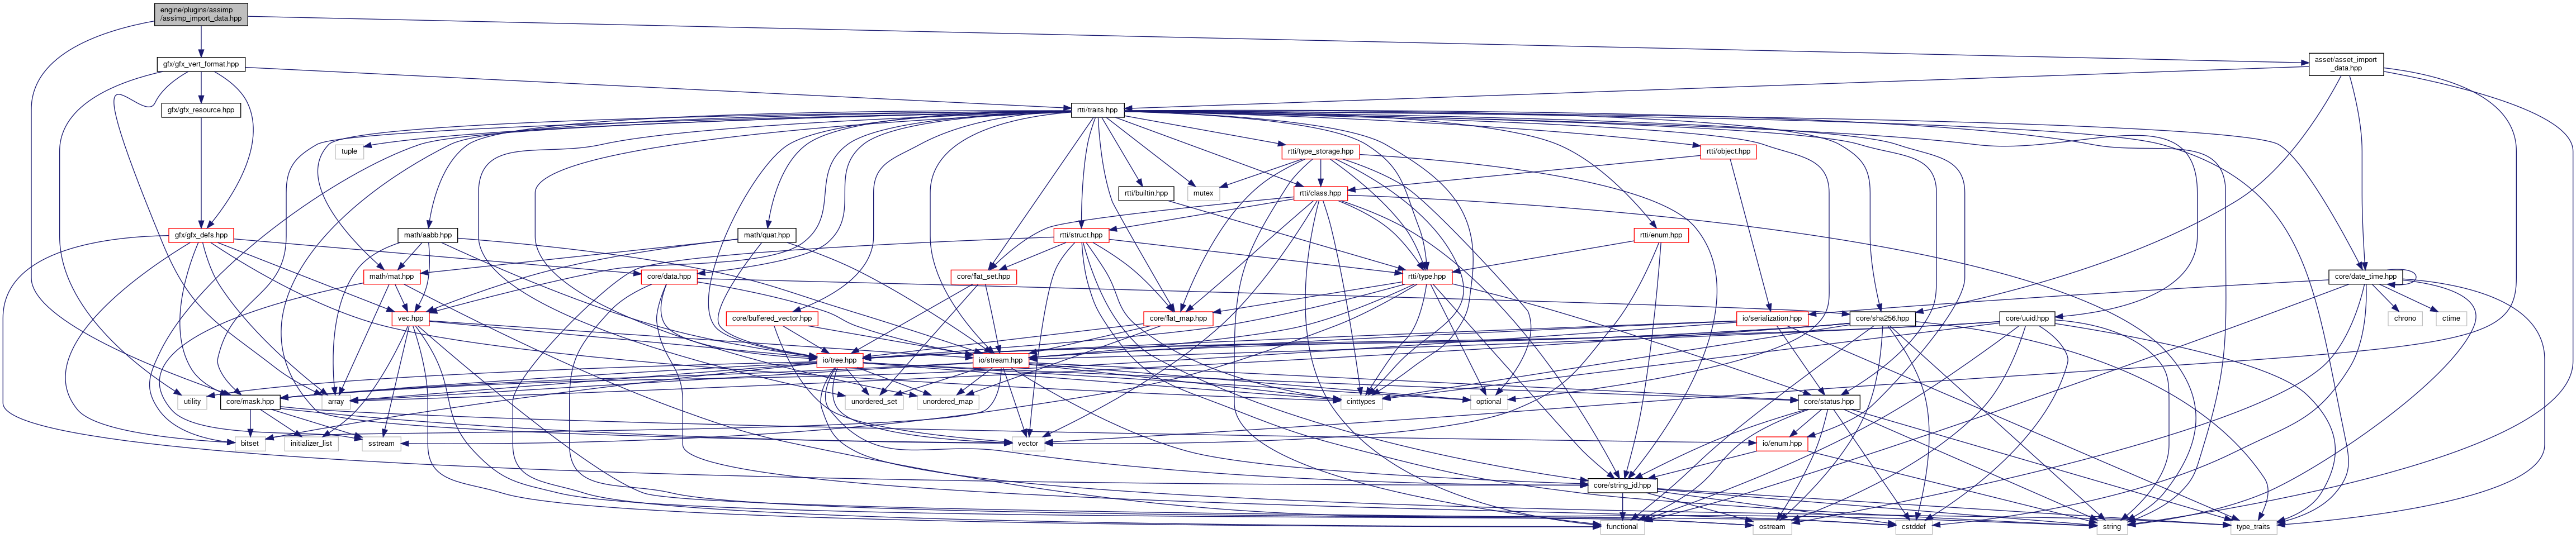 engine/plugins/assimp
/assimp_import_data.hpp
gfx/gfx_vert_format.hpp
asset/asset_import
_data.hpp
gfx/gfx_resource.hpp
rtti/traits.hpp
tuple
rtti/type_storage.hpp
rtti/object.hpp
rtti/builtin.hpp
mutex
rtti/class.hpp
gfx/gfx_defs.hpp
math/aabb.hpp
math/quat.hpp
rtti/struct.hpp
rtti/enum.hpp
math/mat.hpp
core/data.hpp
core/flat_set.hpp
rtti/type.hpp
core/date_time.hpp
vec.hpp
core/buffered_vector.hpp
core/flat_map.hpp
io/serialization.hpp
core/sha256.hpp
core/uuid.hpp
chrono
ctime
io/tree.hpp
io/stream.hpp
utility
core/mask.hpp
array
unordered_set
unordered_map
cinttypes
optional
core/status.hpp
bitset
initializer_list
sstream
vector
io/enum.hpp
core/string_id.hpp
functional
ostream
cstddef
string
type_traits